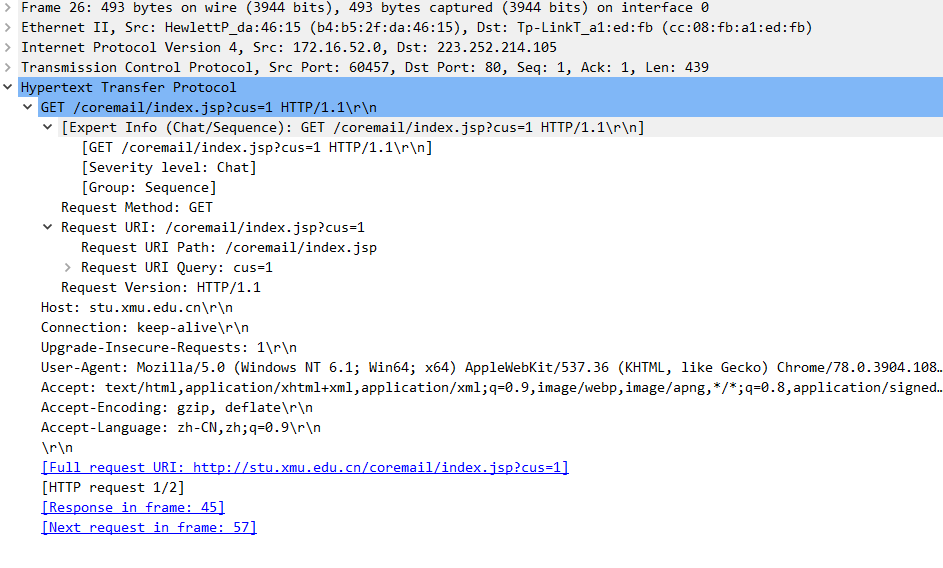 Frame 26: 493 bytes on wire (3944 bits), 493 bytes captured (3944 bits) on interface 0
Ethernet II, Src: HewlettP_da:46:15 (b4:b5:2f:da:46:15), Dst: Tp-LinkT_a1:ed:fb (cc:08:fb:a1:ed:fb)
Internet Protocol Version 4, Src: 172.16.52.0, Dst: 223.252.214.105
Transmission Control Protocol, Src Port: 60457, Dst Port: 80, Seq: 1, Ack: 1, Len: 439
Hypertext Transfer Protocol
GET /coremail/index.jsp?cus=1 HTTP/1.1\r\n
[Expert Info (Chat/Sequence): GET /coremail/index.jsp?cus=1 HTTP/1.1\r\n]
[GET /coremail/index.jsp?cus=1 HTTP/1.1\r\n]
[Severity level: Chat]
[Group: Sequence]
Request Method: GET
Request URI: /coremail/index.jsp?cus=1
Request URI Path: /coremail/index.jsp
Request URI Query: cus=1
Request Version: HTTP/1.1
Host: stu.xmu.edu.cn\r\n
Connection: keep-alive\r\n
Upgrade-Insecure-Requests: 1\r\n
User-Agent: Mozilla/5.0 (Windows NT 6.1; Win64; x64) AppleWebKit/537.36 (KHTML, like Gecko) Chrome/78.0.3904.108…
Accept: text/html,application/xhtml+xml,application/xml;q=0.9,image/webp,image/apng,*/*;q=0.8,application/signed…
Accept-Encoding: gzip, deflate\r\n
Accept-Language: zh-CN,zh;q=0.9\r\n
\r\n
[Full request URI: http://stu.xmu.edu.cn/coremail/index.jsp?cus=1]
[HTTP request 1/2]
[Response in frame: 45]
[Next request in frame: 57]